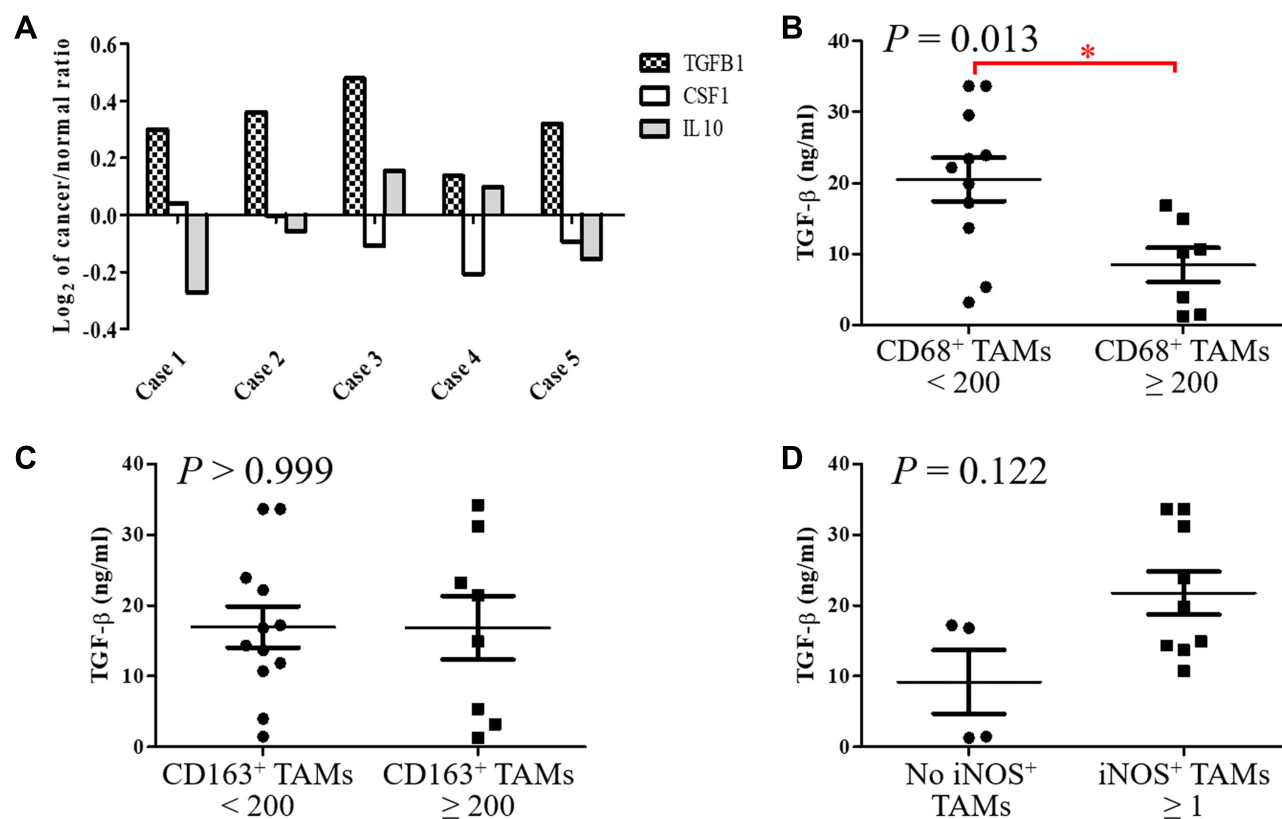 A
Log2 of cancer/normal ratio
0.6
0.4
0.2
0.0
-0.2
-0.4
Case 1
Case 2
Case 3
Case 4
Case 5
TGFB1
CSF1
IL10
B
P = 0.013
*
TGF-β (ng/ml)
40
30
20
10
0
CD68+ TAMs
< 200
CD68+ TAMs
≥ 200
C
P > 0.999
TGF-β (ng/ml)
40
30
20
10
0
CD163+ TAMs
< 200
CD163+ TAMs
≥ 200
D
P = 0.122
TGF-β (ng/ml)
40
30
20
10
0
No iNOS+
TAMs
iNOS+ TAMs
≥ 1